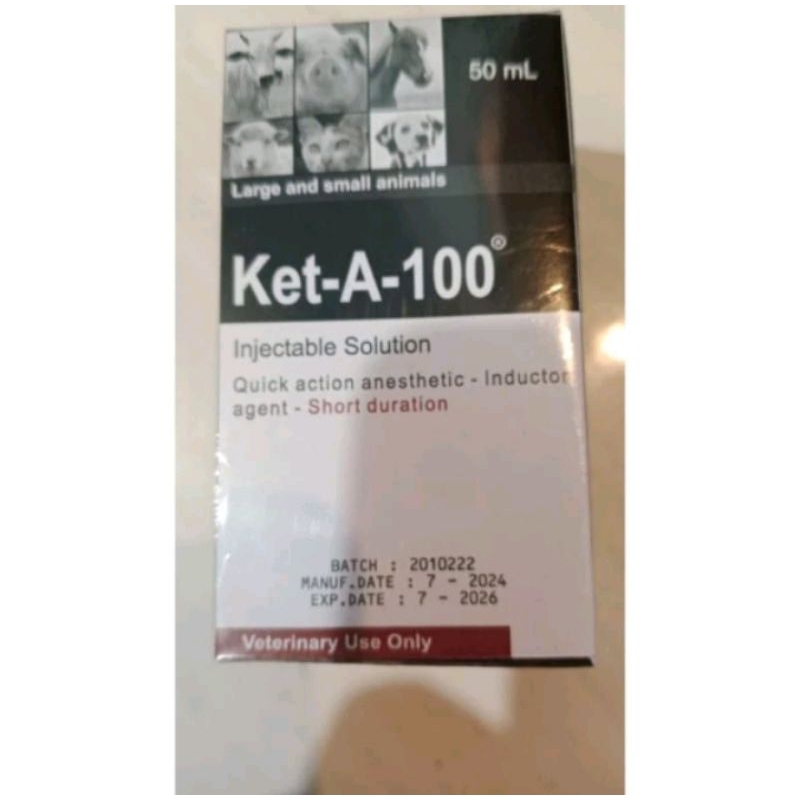 50 mL
Large and small animals
Ket-A-100®
Injectable Solution
Quick action anesthetic - Inductor
agent - Short duration
BATCH : 2010222
MANUF.DATE : 7 - 2024
EXP.DATE : 7 - 2026
Veterinary Use Only